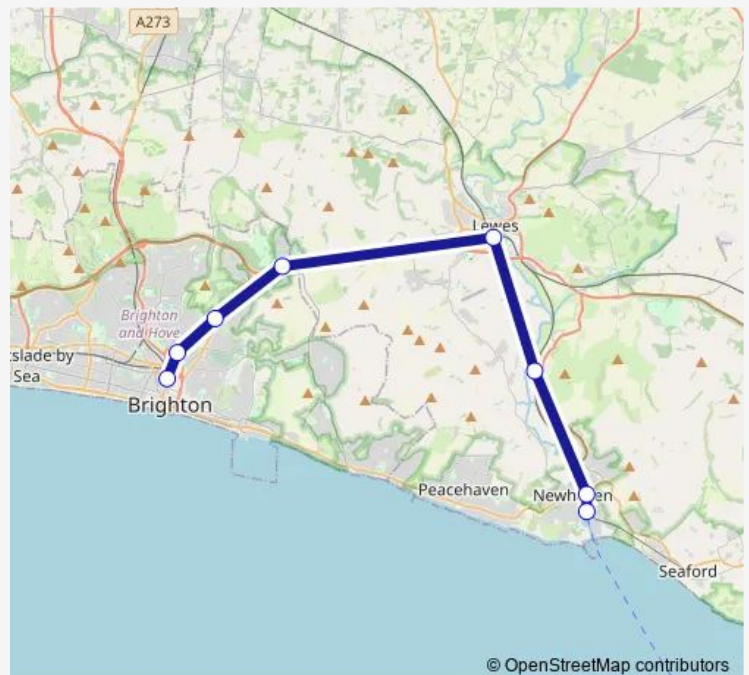 A273
Lewes
Brighton
and Hove
tslade by
Sea
Brighton
Peacehaven
Newh en
Seaford
© OpenStreetMap contributors